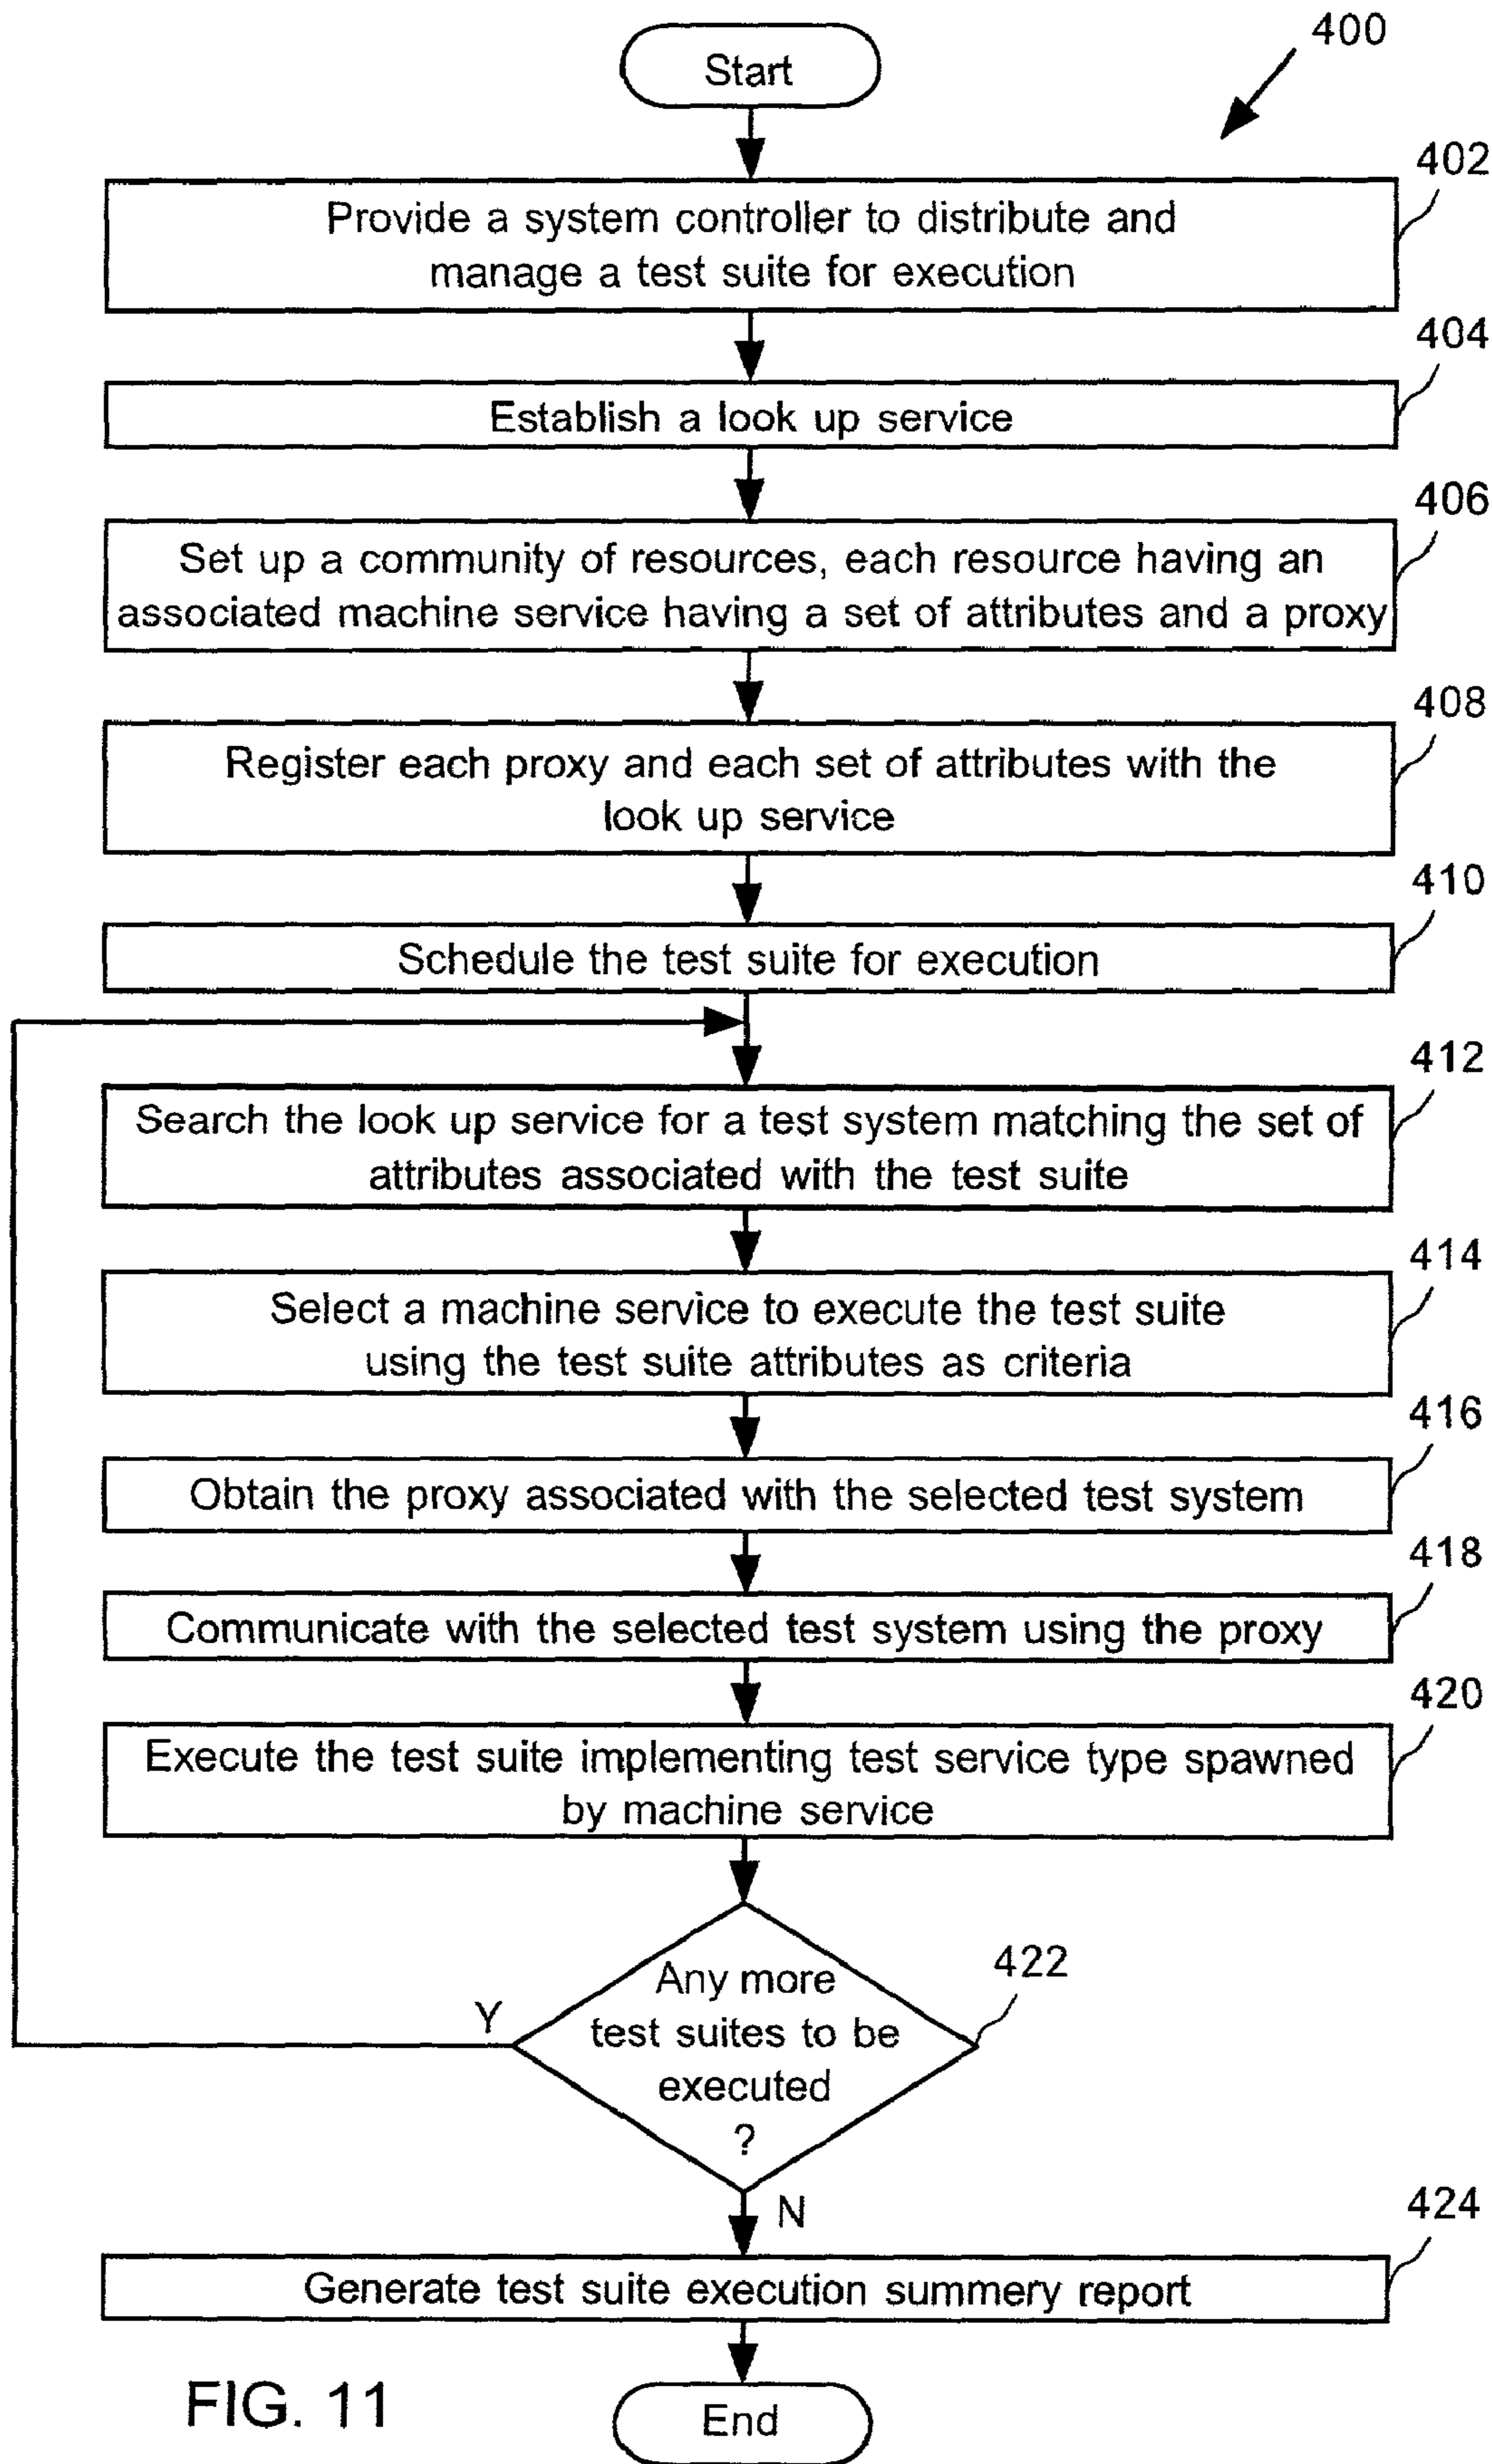 400
Start
402
Provide a system controller to distribute and
manage a test suite for execution
404
Establish a look up service
406
Set up a community of resources, each resource having an
associated machine service having a set of attributes and a proxy
408
Register each proxy and each set of attributes with the
look up service
410
Schedule the test suite for execution
412
Search the look up service for a test system matching the set of
attributes associated with the test suite
414
Select a machine service to execute the test suite
using the test suite attributes as criteria
416
Obtain the proxy associated with the selected test system
418
Communicate with the selected test system using the proxy
420
Execute the test suite implementing test service type spawned
by machine service
422
Any more
test suites to be
executed
?
Y
N
424
Generate test suite execution summery report
End
FIG. 11